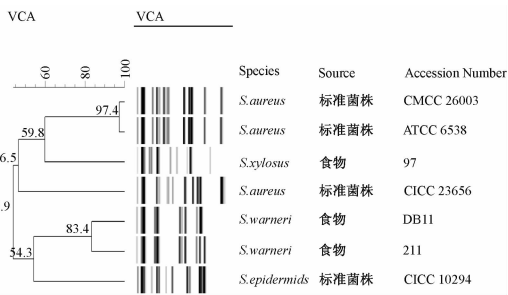 VCA VCA
60 80 100
Species Source Accession Number
97.4 S.aureus 标准菌株 CMCC 26003
59.8 S.aureus 标准菌株 ATCC 6538
6.5 S.xylosus 食物 97
S.aureus 标准菌株 CICC 23656
.9 S.warneri 食物 DB11
83.4 S.warneri 食物 211
54.3 S.epidermids 标准菌株 CICC 10294